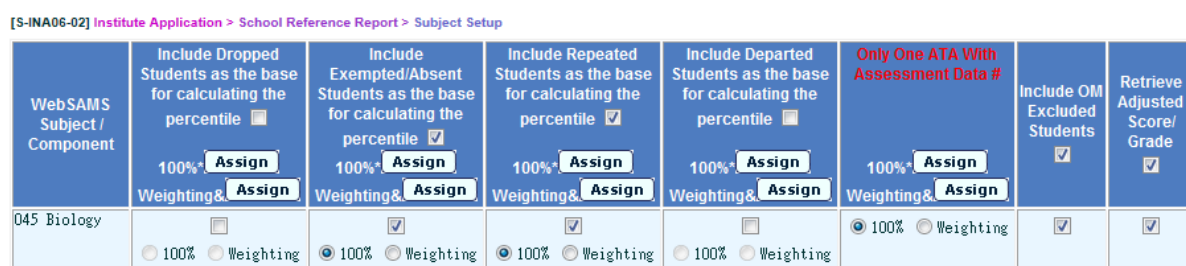 [S-INA06-02] Institute Application > School Reference Report > Subject Setup
WebSAMS
Subject /
Component
Include Dropped
Students as the base
for calculating the
percentile
100%* Assign
Weighting& Assign
Include
Exempted/Absent
Students as the base
for calculating the
percentile
100%* Assign
Weighting& Assign
Include Repeated
Students as the base
for calculating the
percentile
100%* Assign
Weighting& Assign
Include Departed
Students as the base
for calculating the
percentile
100%* Assign
Weighting& Assign
Only One ATA With
Assessment Data #
100%* Assign
Weighting& Assign
Include OM
Excluded
Students
Retrieve
Adjusted
Score/
Grade
045 Biology
100% Weighting
100% Weighting
100% Weighting
100% Weighting
100% Weighting